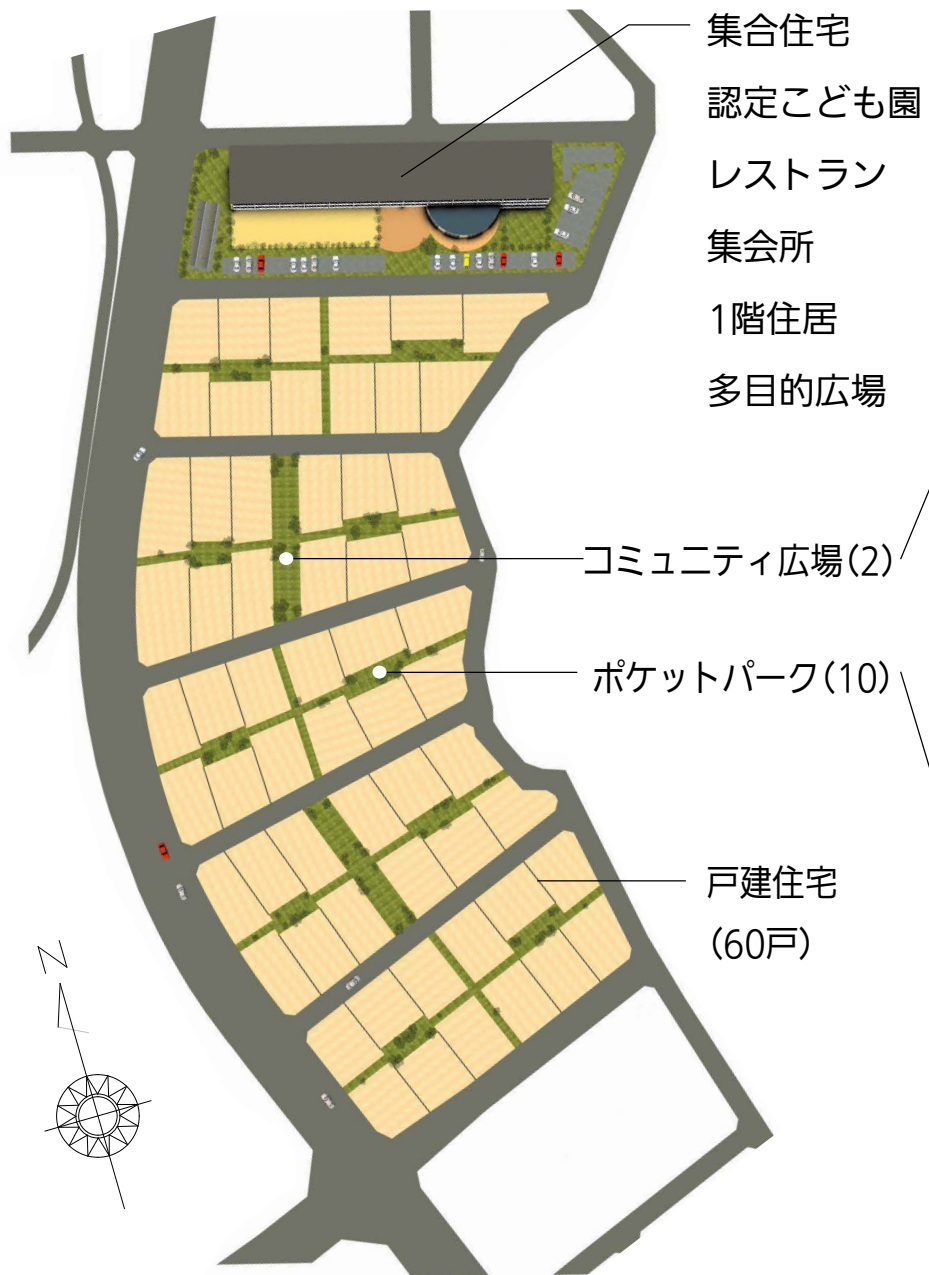 集合住宅
認定こども園
レストラン
集会所
1階住居
多目的広場
コミュニティ広場(2)
ポケットパーク(10)
戸建住宅
(60戸)
N